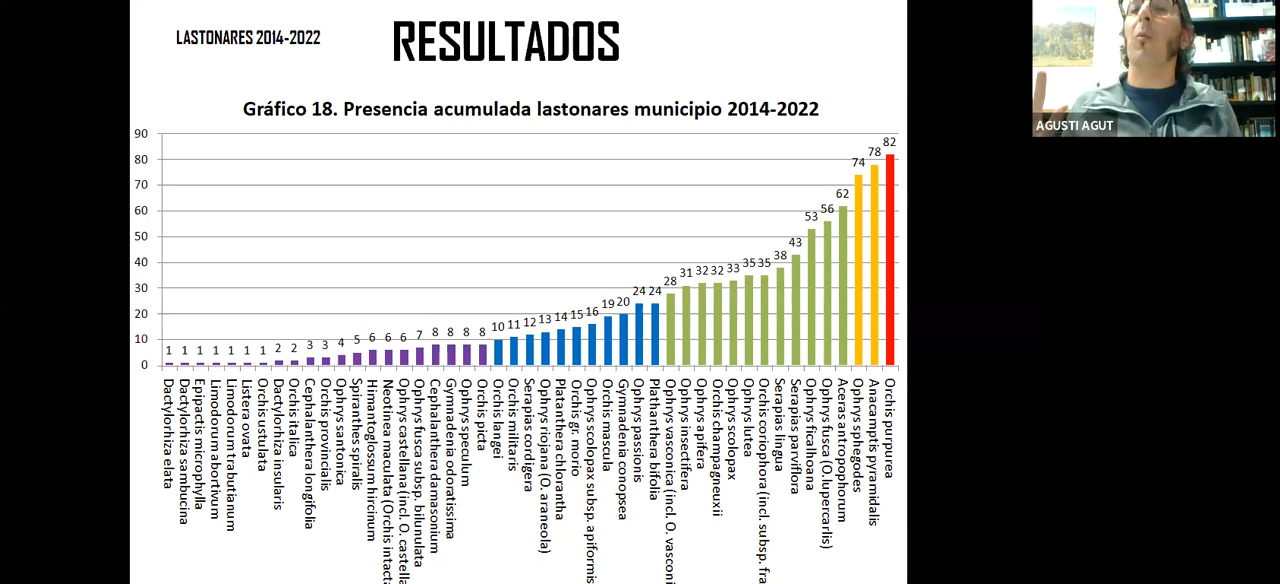 LASTONARES 2014-2022
RESULTADOS
AGUSTI AGUT
Gráfico 18. Presencia acumulada lastonares municipio 2014-2022
90
80
70
60
50
40
30
20
10
0
1
1
1
1
1
1
1
2
2
3
3
4
5
6
6
6
7
8
8
8
8
10
11
12
13
14
15
16
19
20
24
24
28
31
32
32
33
35
35
38
43
53
56
62
74
78
82
Dactylorhiza elata
Dactylorhiza sambucina
Epipactis microphylla
Limodorum abortivum
Limodorum trabutianum
Listera ovata
Orchis ustulata
Dactylorhiza insularis
Orchis italica
Cephalanthera longifolia
Orchis provincialis
Ophrys santonica
Spiranthes spiralis
Himantoglossum hircinum
Neotinea maculata (Orchis intacta
Ophrys castellana (incl. O. castella
Ophrys fusca subsp. bilunulata
Cephalanthera damasonium
Gymnadenia odoratissima
Ophrys speculum
Orchis picta
Orchis langei
Orchis militaris
Serapias cordigera
Ophrys riojana (O. araneola)
Platanthera chlorantha
Orchis gr. morio
Ophrys scolopax subsp. apiformis
Orchis mascula
Gymnadenia conopsea
Ophrys passionis
Plathanthera bifolia
Ophrys vasconica (incl. O. vasconi
Ophrys insectifera
Ophrys apifera
Orchis champagneuxii
Ophrys scolopax
Ophrys lutea
Orchis coriophora (incl. subsp. fra
Serapias lingua
Serapias parviflora
Ophrys ficalhoana
Ophrys fusca (O.lupercarlis)
Aceras antropophorum
Ophrys sphegodes
Anacamptis pyramidalis
Orchis purpurea